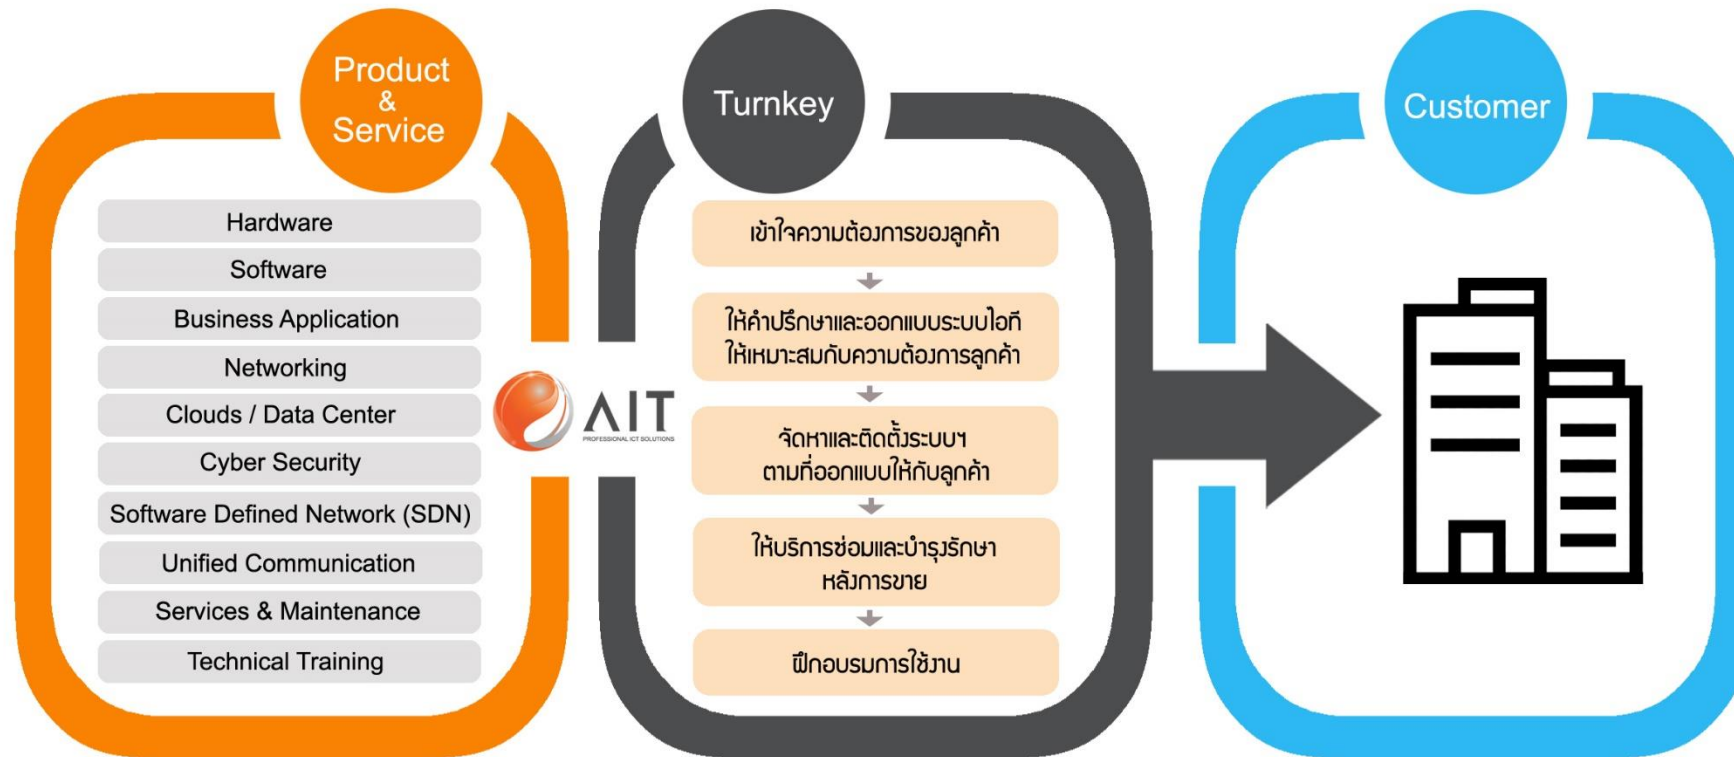 Product
&
Service
Hardware
Software
Business Application
Networking
Clouds / Data Center
Cyber Security
Software Defined Network (SDN)
Unified Communication
Services & Maintenance
Technical Training
AIT
PROFESSIONAL ICT SOLUTIONS
Turnkey
เข้าใจความต้องการของลูกค้า
ให้คำปรึกษาและออกแบบระบบไอที
ให้เหมาะสมกับความต้องการลูกค้า
จัดหาและติดตั้งระบบฯ
ตามที่ออกแบบให้กับลูกค้า
ให้บริการซ่อมและบำรุงรักษา
หลังการขาย
ฝึกอบรมการใช้งาน
Customer